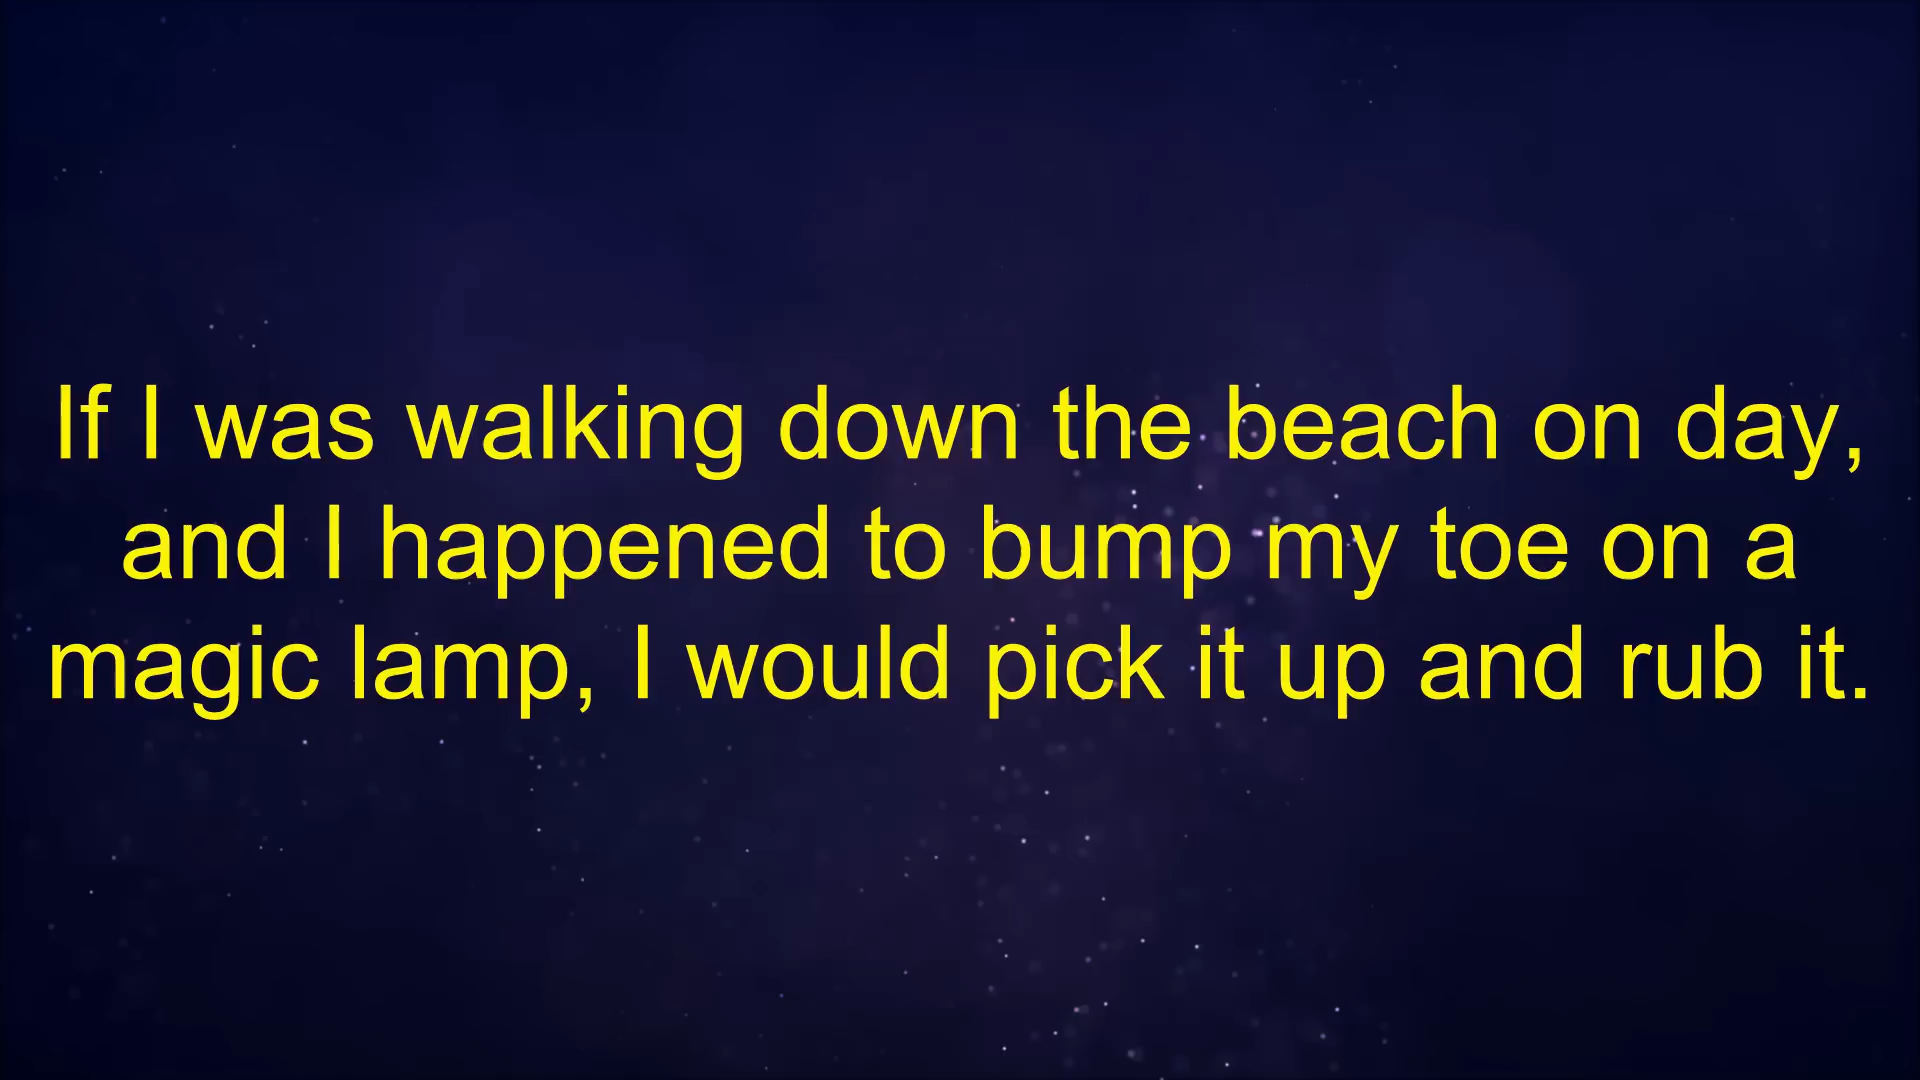 If I was walking down the beach on day,
and I happened to bump my toe on a
magic lamp, I would pick it up and rub it.